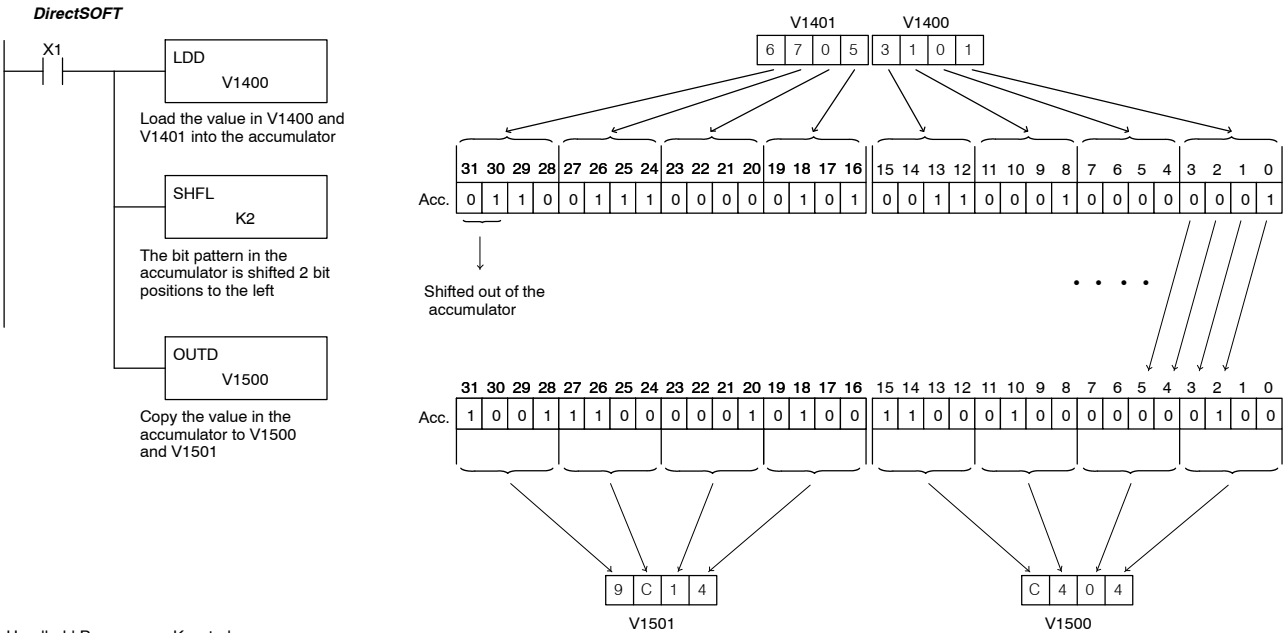 DirectSOFT
X1
LDD
V1400
Load the value in V1400 and
V1401 into the accumulator
SHFL
K2
The bit pattern in the
accumulator is shifted 2 bit
positions to the left
OUTD
V1500
Copy the value in the
accumulator to V1500
and V1501
V1401 V1400
6 7 0 5 3 1 0 1
31 30 29 28 27 26 25 24 23 22 21 20 19 18 17 16 15 14 13 12 11 10 9 8 7 6 5 4 3 2 1 0
Acc. 0 1 1 0 0 1 1 1 0 0 0 0 0 1 0 1 0 0 1 1 0 0 0 1 0 0 0 0 0 0 0 1
Shifted out of the
accumulator
• • • •
31 30 29 28 27 26 25 24 23 22 21 20 19 18 17 16 15 14 13 12 11 10 9 8 7 6 5 4 3 2 1 0
Acc. 1 0 0 1 1 1 0 0 0 0 0 1 0 1 0 0 1 1 0 0 0 1 0 0 0 0 0 0 0 1 0 0
9 C 1 4 C 4 0 4
V1501 V1500